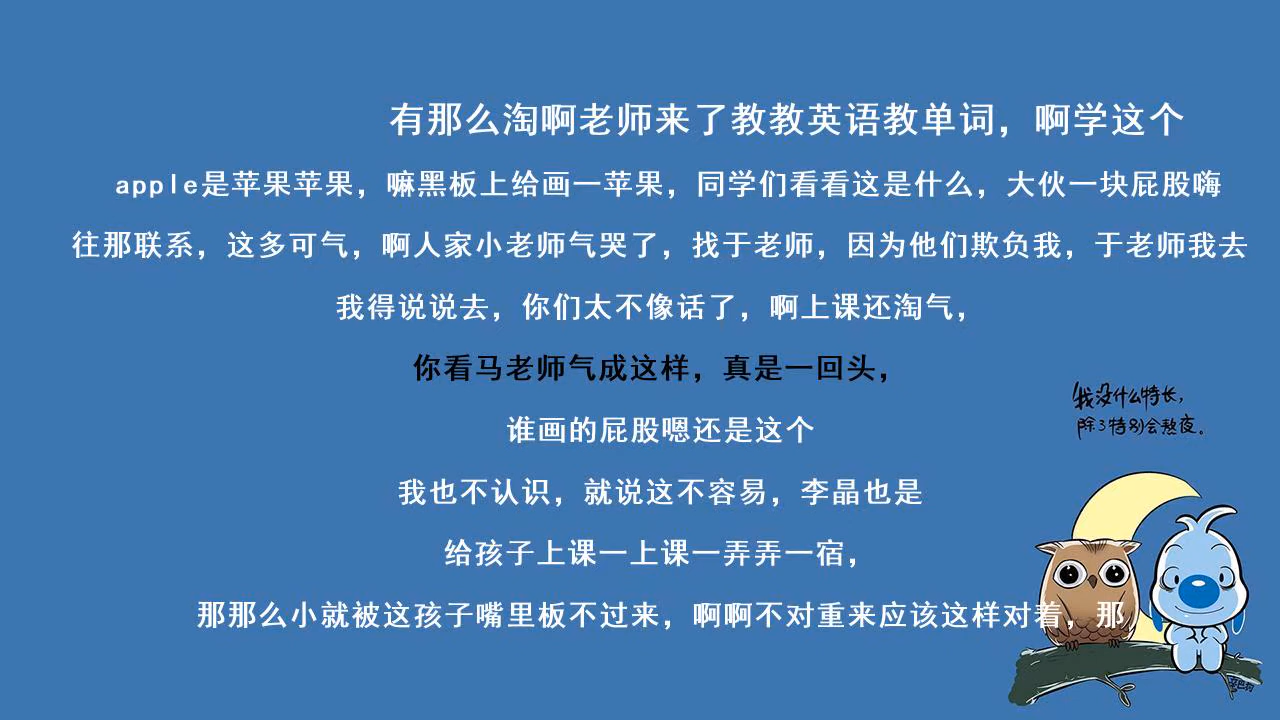 有那么淘啊老师来了教教英语教单词，啊学这个
apple是苹果苹果，嘛黑板上给画一苹果，同学们看看这是什么，大伙一块屁股嗨
往那联系，这多可气，啊人家小老师气哭了，找于老师，因为他们欺负我，于老师我去
我得说说去，你们太不像话了，啊上课还淘气，
你看马老师气成这样，真是一回头，
谁画的屁股嗯还是这个
我也不认识，就说这不容易，李晶也是
给孩子上课一上课一弄弄一宿，
那那么小就被这孩子嘴里板不过来，啊啊不对重来应该这样对着，那
我没什么特长，
除了特别会熬夜。